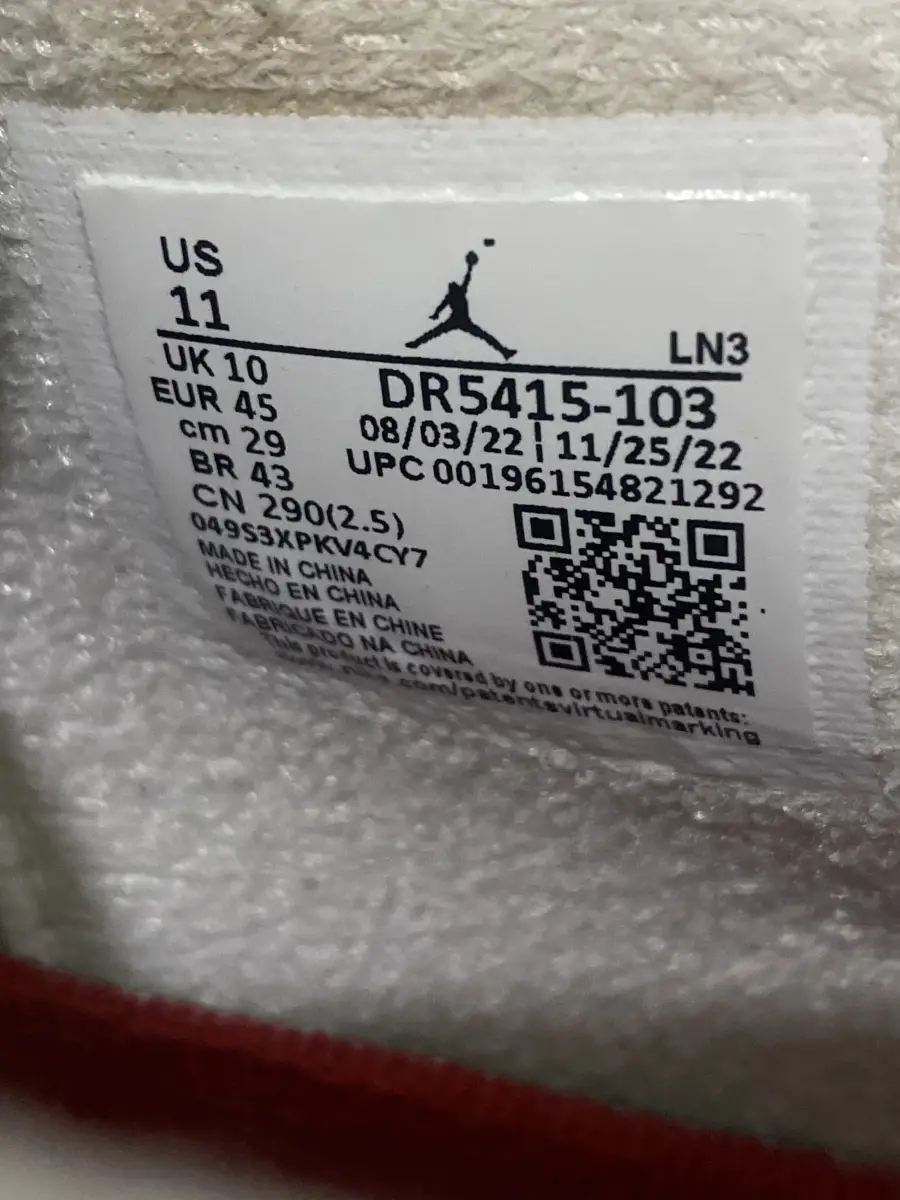 US
11
LN3
UK 10
EUR 45
cm 29
BR 43
CN 290(2.5)
049S3XPKV4CY7
MADE IN CHINA
HECHO EN CHINA
FABRIQUE EN CHINE
FABRICADO NA CHINA
DR5415-103
08/03/22 | 11/25/22
UPC 00196154821292
This product is covered by one or more patents:
.com/patentsvirtualmarking